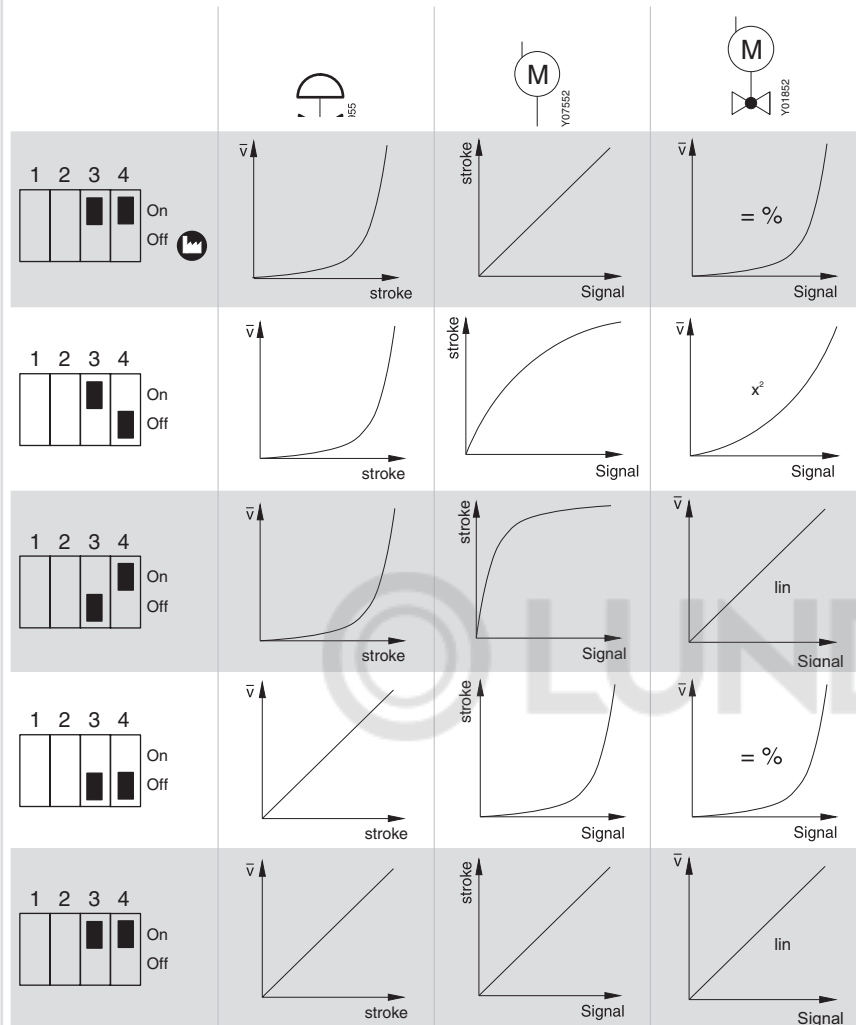 M
M
955
Y07552
Y01852
1 2 3 4
On
Off
v̄
stroke
stroke
Signal
v̄
= %
Signal
1 2 3 4
On
Off
v̄
stroke
stroke
Signal
v̄
x²
Signal
1 2 3 4
On
Off
v̄
stroke
stroke
Signal
v̄
lin
Signal
LUND
1 2 3 4
On
Off
v̄
stroke
stroke
Signal
v̄
= %
Signal
1 2 3 4
On
Off
v̄
stroke
stroke
Signal
v̄
lin
Signal